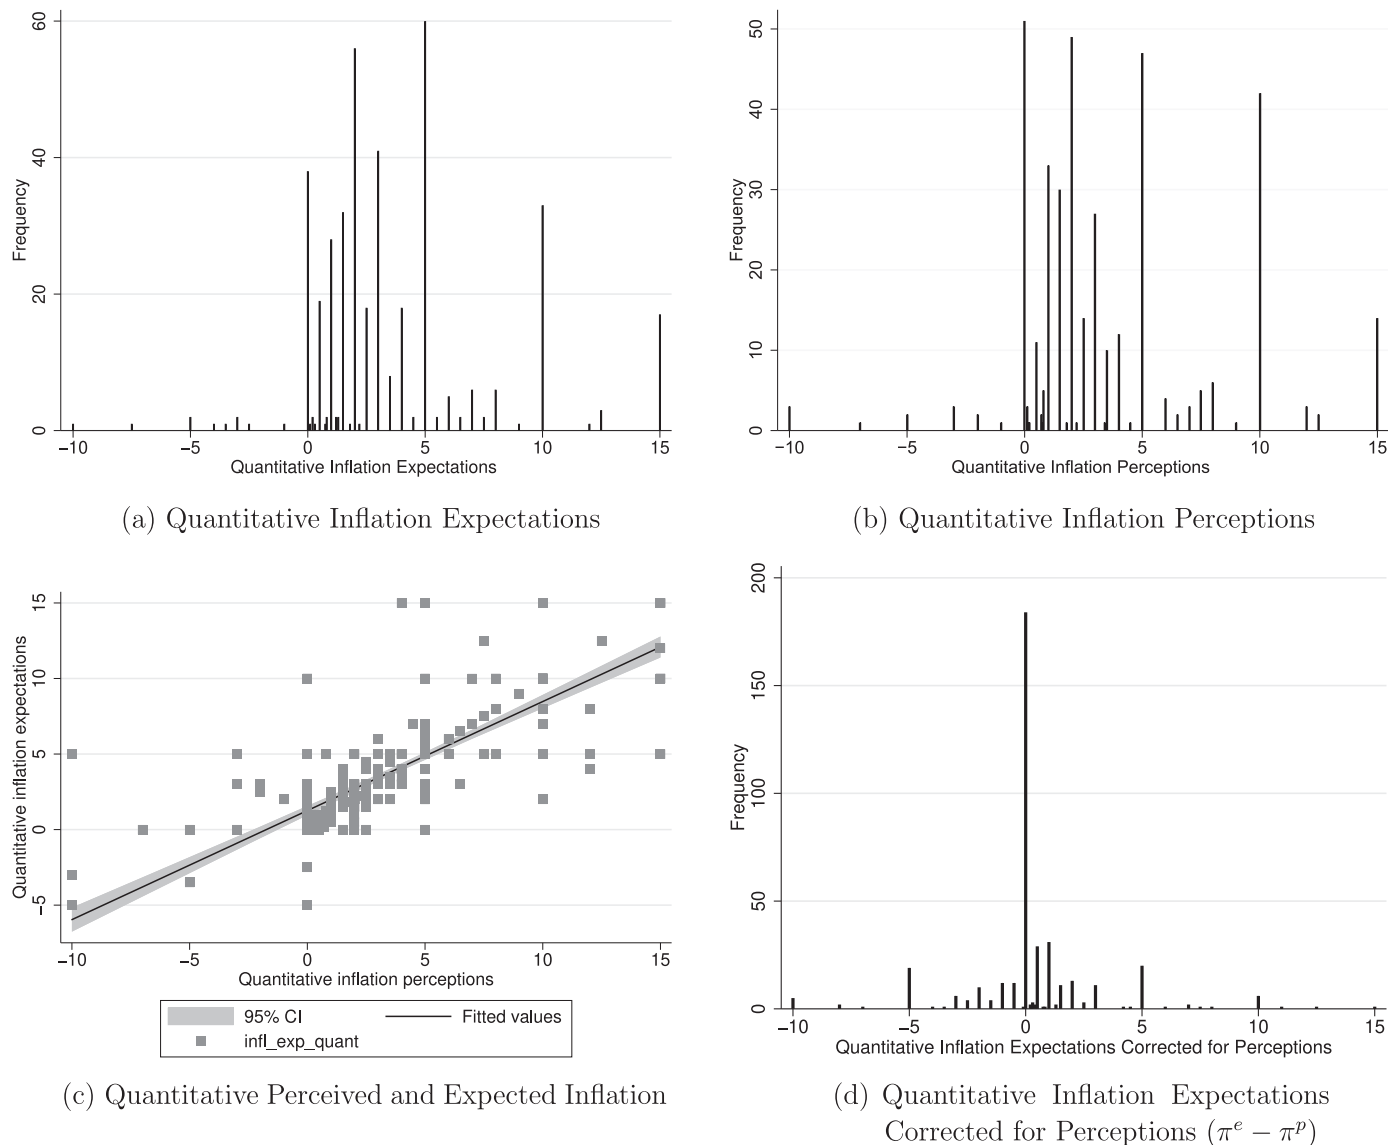 60
40
20
0
Frequency
−10 −5 0 5 10 15
Quantitative Inflation Expectations
(a) Quantitative Inflation Expectations
50
40
30
20
10
0
Frequency
−10 −5 0 5 10 15
Quantitative Inflation Perceptions
(b) Quantitative Inflation Perceptions
15
10
5
0
−5
Quantitative inflation expectations
−10 −5 0 5 10 15
Quantitative inflation perceptions
95% CI Fitted values
infl_exp_quant
(c) Quantitative Perceived and Expected Inflation
200
150
100
50
0
Frequency
−10 −5 0 5 10 15
Quantitative Inflation Expectations Corrected for Perceptions
(d) Quantitative Inflation Expectations
Corrected for Perceptions (πᵉ − πᵖ)